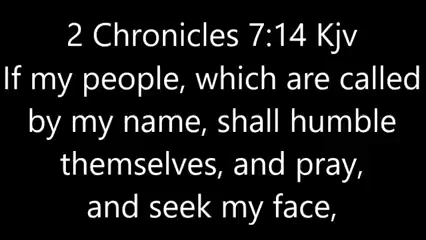 2 Chronicles 7:14 Kjv
If my people, which are called
by my name, shall humble
themselves, and pray,
and seek my face,